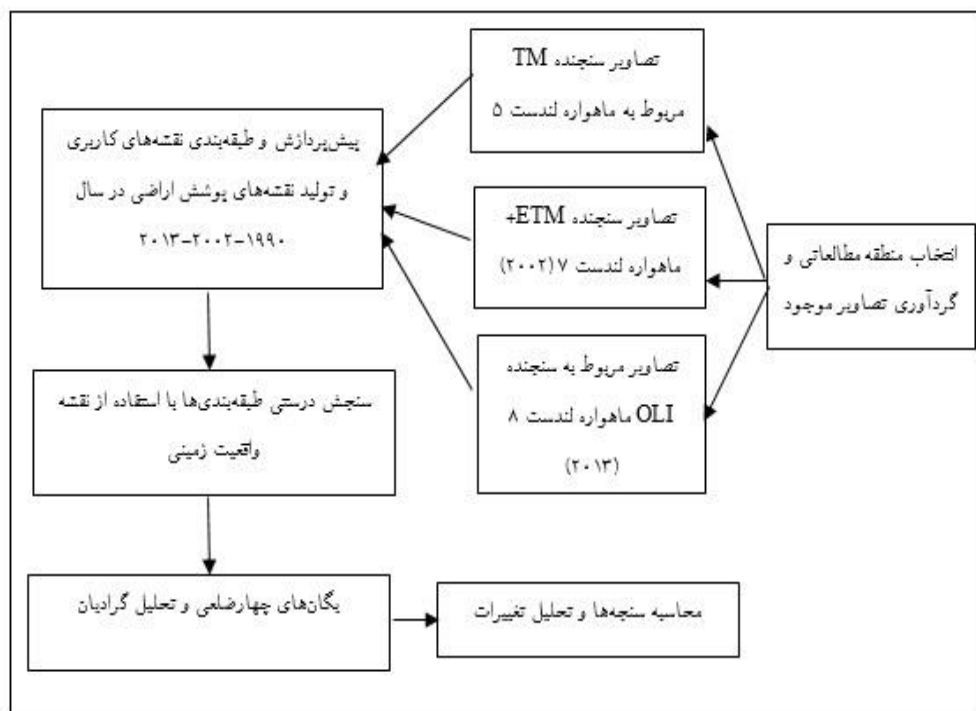 انتخاب منطقه مطالعاتی و
گردآوری تصاویر موجود
تصاویر سنجنده TM
مربوط به ماهواره لندست ۵
تصاویر سنجنده ETM+
ماهواره لندست ۷ (۲۰۰۲)
تصاویر مربوط به سنجنده
OLI ماهواره لندست ۸
(۲۰۱۳)
پیش‌پردازش و طبقه‌بندی نقشه‌های کاربری
و تولید نقشه‌های پوشش اراضی در سال
۱۹۹۰-۲۰۰۲-۲۰۱۳
سنجش درستی طبقه‌بندی‌ها با استفاده از نقشه
واقعیت زمینی
یگان‌های چهارضلعی و تحلیل گرادیان
محاسبه سنجه‌ها و تحلیل تغییرات